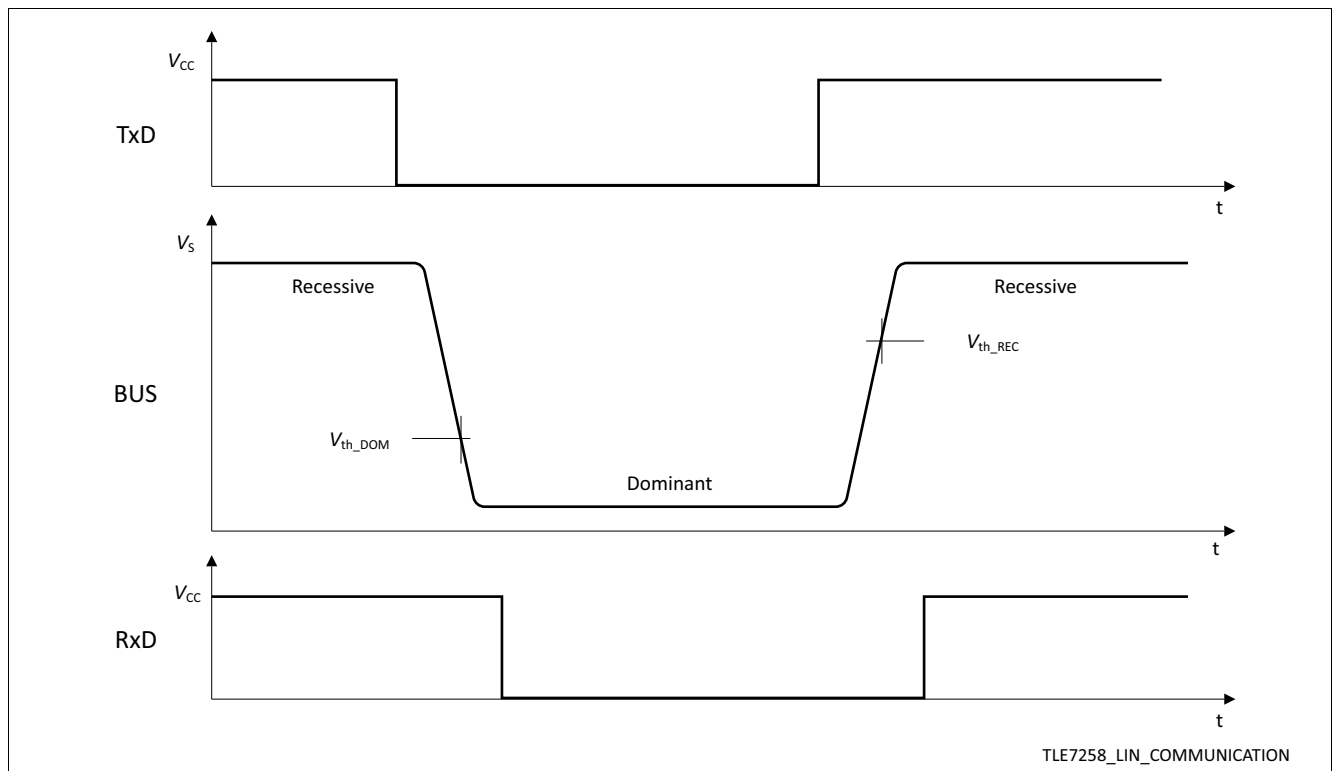 VCC
TxD
t
VS
Recessive
Recessive
Vth_REC
BUS
Vth_DOM
Dominant
t
VCC
RxD
t
TLE7258_LIN_COMMUNICATION